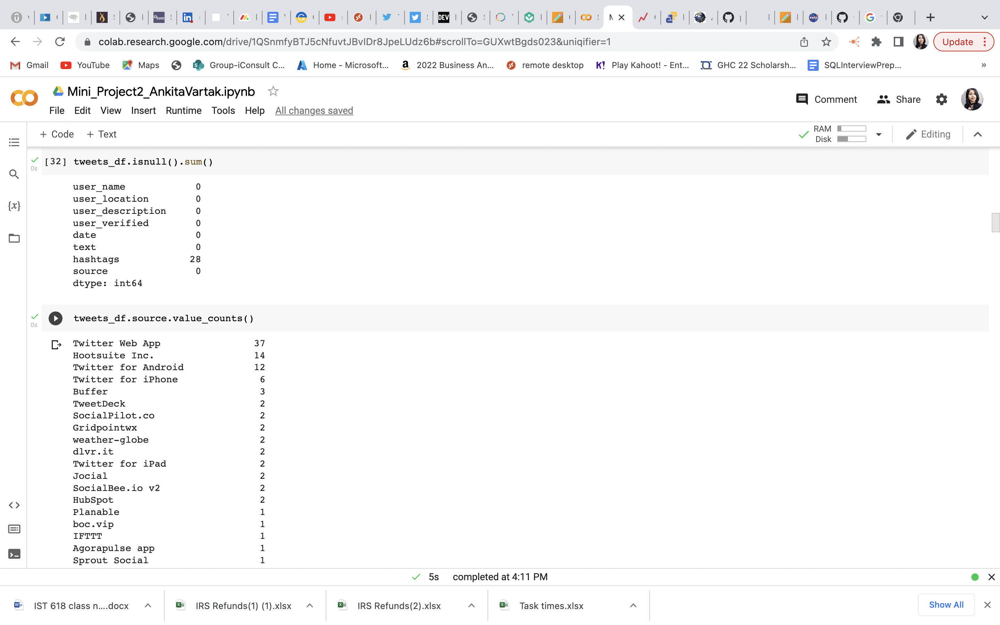 colab.research.google.com/drive/1QSnmfyBTJ5cNfuvtJBvIDr8JpeLUdz6b#scrollTo=GUXwtBgds023&uniqifier=1
Update
Gmail YouTube Maps Group-iConsult C... Home - Microsoft... 2022 Business An... remote desktop Play Kahoot! - Ent... GHC 22 Scholarsh... SQLInterviewPrep... »
Mini_Project2_AnkitaVartak.ipynb
Comment Share
File Edit View Insert Runtime Tools Help All changes saved
+ Code + Text
RAM
Disk
Editing
[32] tweets_df.isnull().sum()
0s
user_name 0
user_location 0
user_description 0
user_verified 0
date 0
text 0
hashtags 28
source 0
dtype: int64
tweets_df.source.value_counts()
0s
Twitter Web App 37
Hootsuite Inc. 14
Twitter for Android 12
Twitter for iPhone 6
Buffer 3
TweetDeck 2
SocialPilot.co 2
Gridpointwx 2
weather-globe 2
dlvr.it 2
Twitter for iPad 2
Jocial 2
SocialBee.io v2 2
HubSpot 2
Planable 1
boc.vip 1
IFTTT 1
Agorapulse app 1
Sprout Social 1
5s completed at 4:11 PM
IST 618 class n....docx IRS Refunds(1) (1).xlsx IRS Refunds(2).xlsx Task times.xlsx Show All